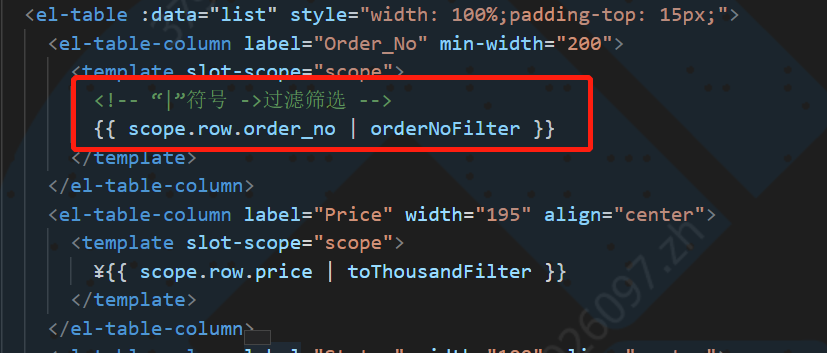 <el-table :data="list" style="width: 100%;padding-top: 15px;">
<el-table-column label="Order_No" min-width="200">
<template slot-scope="scope">
<!-- “|”符号 ->过滤筛选 -->
{{ scope.row.order_no | orderNoFilter }}
</template>
</el-table-column>
<el-table-column label="Price" width="195" align="center">
<template slot-scope="scope">
¥{{ scope.row.price | toThousandFilter }}
</template>
</el-table-column>